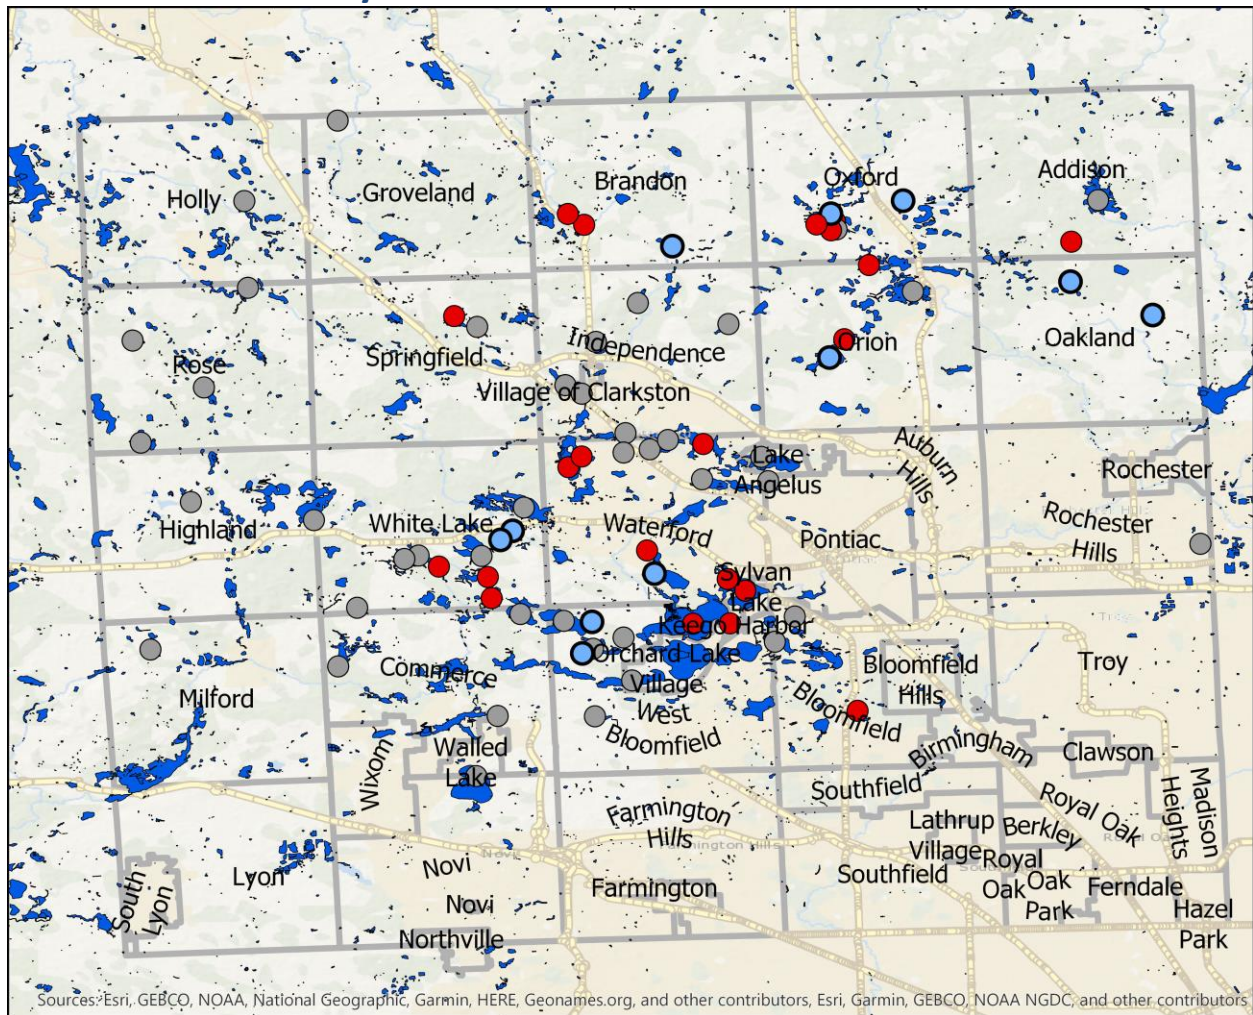 Addison
Oxford
Brandon
Groveland
Holly
Oakland
Orion
Independence
Springfield
Rose
Village of Clarkston
Auburn
Hills
Lake
Angelus
Rochester
Highland
White Lake
Waterford
Pontiac
Rochester
Hills
Sylvan
Lake
Keego Harbor
Orchard Lake
Village
Commerce
Milford
West
Bloomfield
Bloomfield
Bloomfield
Hills
Troy
Wixom
Walled
Lake
Birmingham
Clawson
Southfield
Farmington
Hills
Royal Oak
Madison
Heights
Lathrup
Village
Berkley
Novi
Royal
Oak
Lyon
South
Lyon
Farmington
Southfield
Oak
Park
Ferndale
Novi
Hazel
Park
Northville
Novi
Farmington Hills
Sources: Esri, GEBCO, NOAA, National Geographic, Garmin, HERE, Geonames.org, and other contributors, Esri, Garmin, GEBCO, NOAA NGDC, and other contributors